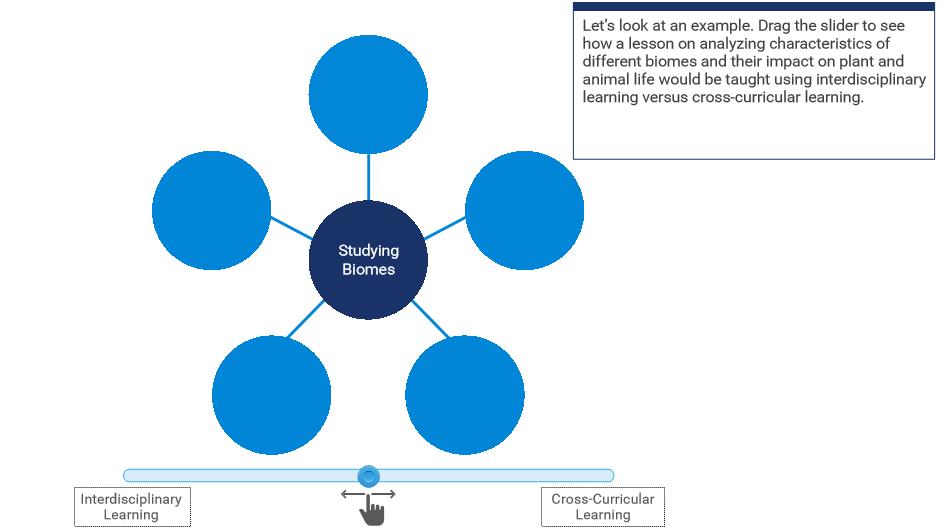 Let's look at an example. Drag the slider to see
how a lesson on analyzing characteristics of
different biomes and their impact on plant and
animal life would be taught using interdisciplinary
learning versus cross-curricular learning.
Studying
Biomes
Interdisciplinary
Learning
Cross-Curricular
Learning